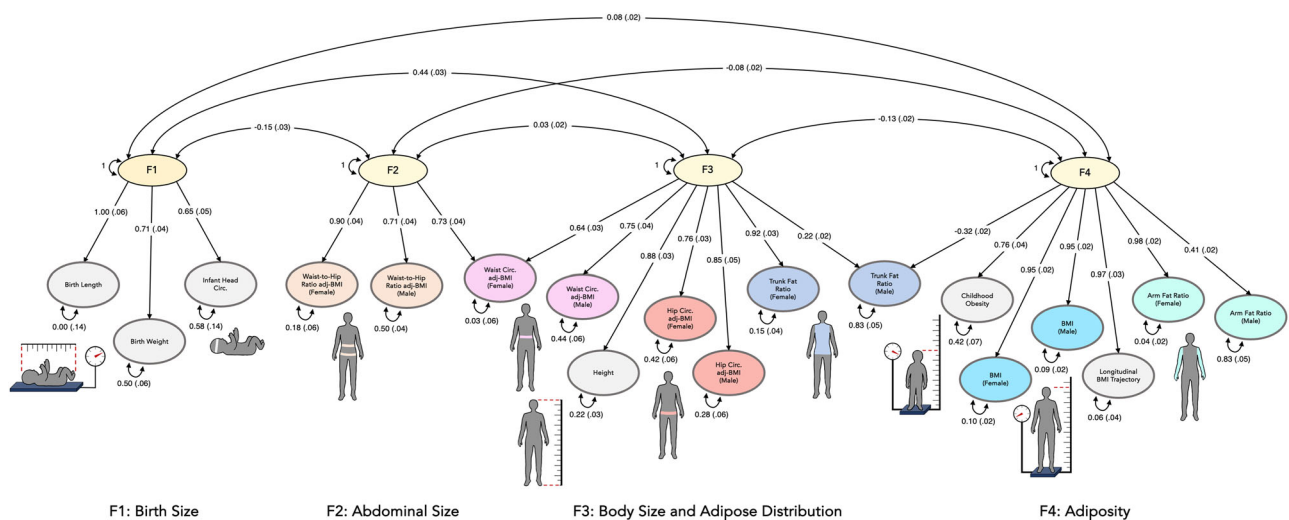 0.08 (.02)
0.44 (.03)
-0.08 (.02)
-0.15 (.03)
0.03 (.02)
-0.13 (.02)
1
F1
1
F2
1
F3
1
F4
1.00 (.06)
0.71 (.04)
0.65 (.05)
0.90 (.04)
0.71 (.04)
0.73 (.04)
0.64 (.03)
0.75 (.04)
0.88 (.03)
0.76 (.03)
0.85 (.05)
0.92 (.03)
0.22 (.02)
-0.32 (.02)
0.76 (.04)
0.95 (.02)
0.95 (.02)
0.97 (.03)
0.98 (.02)
0.41 (.02)
Birth Length
0.00 (.14)
Birth Weight
0.50 (.06)
Infant Head
Circ.
0.58 (.14)
Waist-to-Hip
Ratio adj-BMI
(Female)
0.18 (.06)
Waist-to-Hip
Ratio adj-BMI
(Male)
0.50 (.04)
Waist Circ.
adj-BMI
(Female)
0.03 (.06)
Waist Circ.
adj-BMI
(Male)
0.44 (.06)
Height
0.22 (.03)
Hip Circ.
adj-BMI
(Female)
0.42 (.06)
Hip Circ.
adj-BMI
(Male)
0.28 (.06)
Trunk Fat
Ratio
(Female)
0.15 (.04)
Trunk Fat
Ratio
(Male)
0.83 (.05)
Childhood
Obesity
0.42 (.07)
BMI
(Female)
0.10 (.02)
BMI
(Male)
0.09 (.02)
Longitudinal
BMI Trajectory
0.06 (.04)
Arm Fat Ratio
(Female)
0.04 (.02)
Arm Fat Ratio
(Male)
0.83 (.05)
F1: Birth Size
F2: Abdominal Size
F3: Body Size and Adipose Distribution
F4: Adiposity